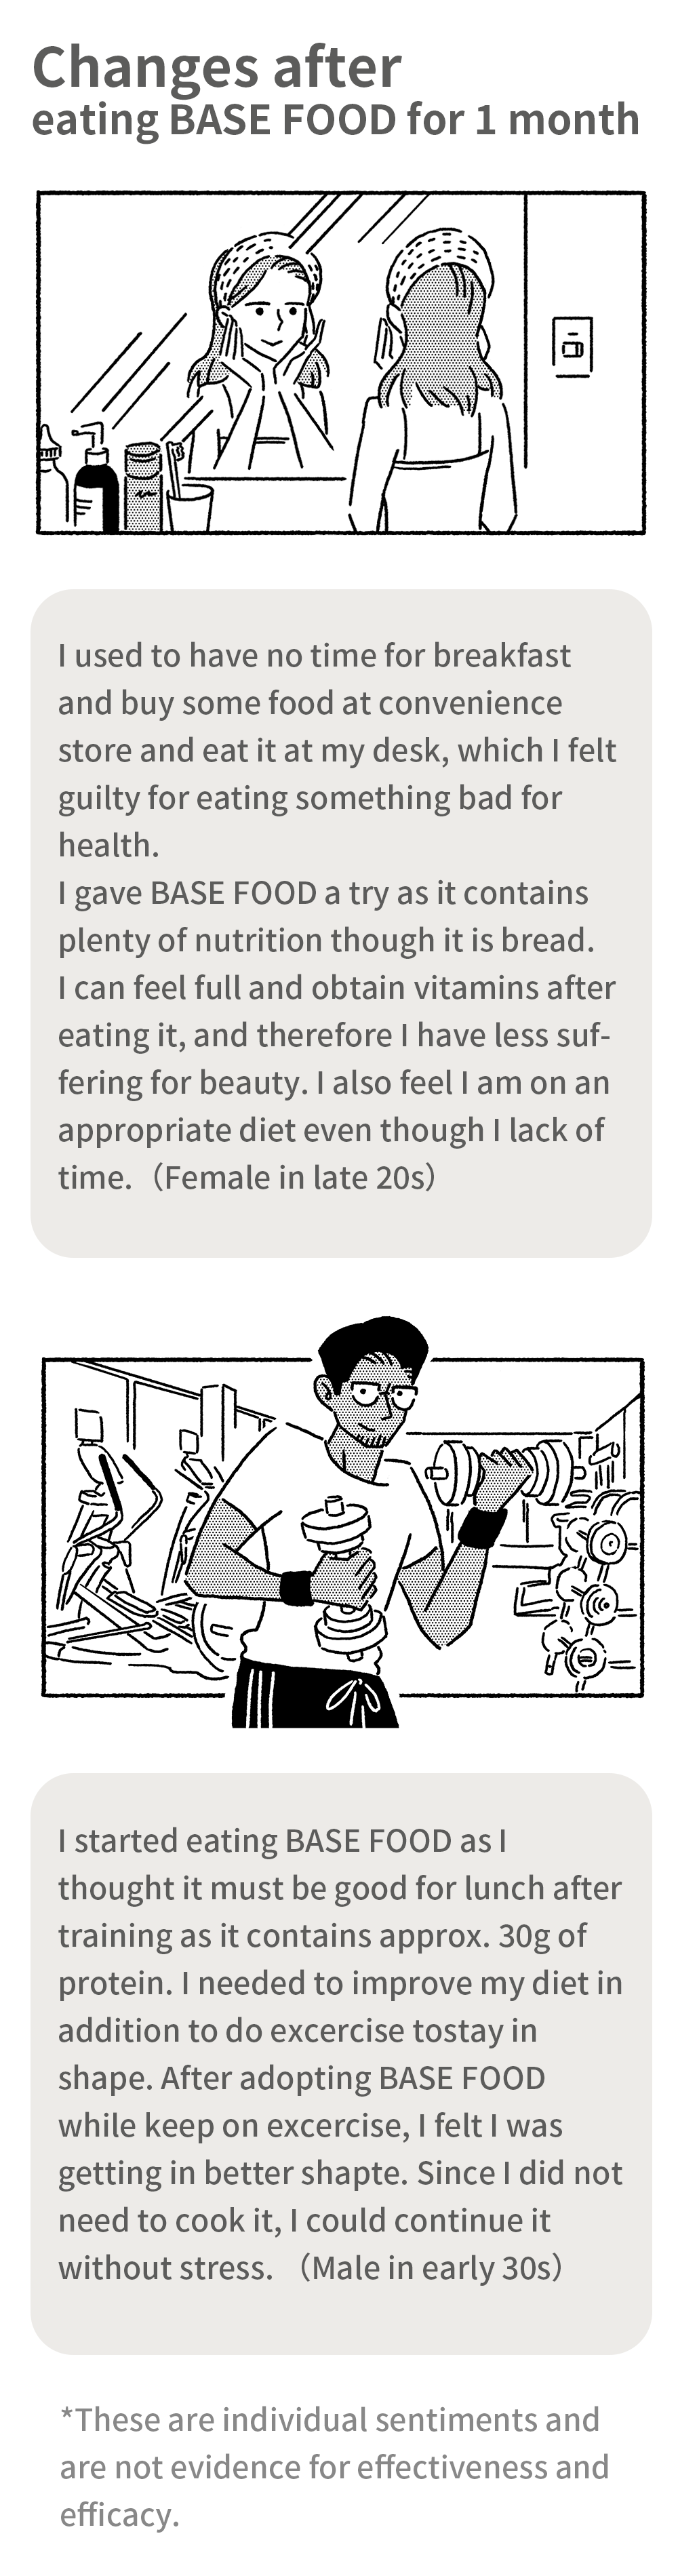 Changes after
eating BASE FOOD for 1 month
I used to have no time for breakfast
and buy some food at convenience
store and eat it at my desk, which I felt
guilty for eating something bad for
health.
I gave BASE FOOD a try as it contains
plenty of nutrition though it is bread.
I can feel full and obtain vitamins after
eating it, and therefore I have less suf-
fering for beauty. I also feel I am on an
appropriate diet even though I lack of
time.（Female in late 20s）
I started eating BASE FOOD as I
thought it must be good for lunch after
training as it contains approx. 30g of
protein. I needed to improve my diet in
addition to do excercise tostay in
shape. After adopting BASE FOOD
while keep on excercise, I felt I was
getting in better shapte. Since I did not
need to cook it, I could continue it
without stress. （Male in early 30s）
*These are individual sentiments and
are not evidence for effectiveness and
efficacy.